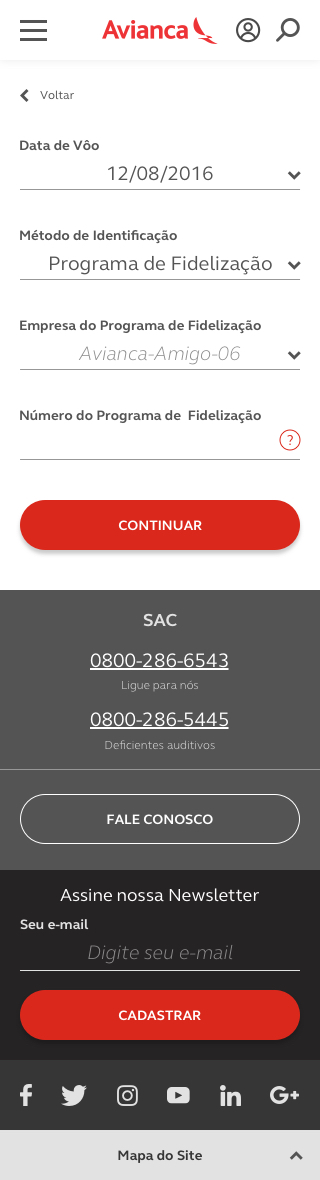 Avianca
Voltar
Data de Vôo
12/08/2016
Método de Identificação
Programa de Fidelização
Empresa do Programa de Fidelização
Avianca-Amigo-06
Número do Programa de  Fidelização
?
CONTINUAR
SAC
0800-286-6543
Ligue para nós
0800-286-5445
Deficientes auditivos
FALE CONOSCO
Assine nossa Newsletter
Seu e-mail
Digite seu e-mail
CADASTRAR
f in G+
Mapa do Site